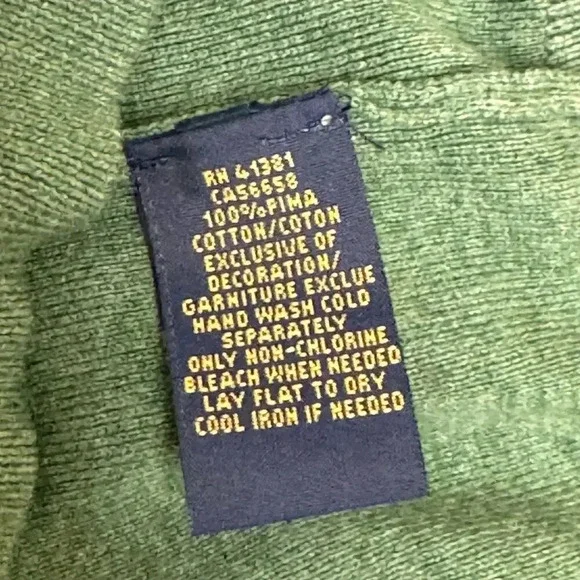 RN 41381
CA56658
100%PIMA
COTTON/COTON
EXCLUSIVE OF
DECORATION/
GARNITURE EXCLUE
HAND WASH COLD
SEPARATELY
ONLY NON-CHLORINE
BLEACH WHEN NEEDED
LAY FLAT TO DRY
COOL IRON IF NEEDED